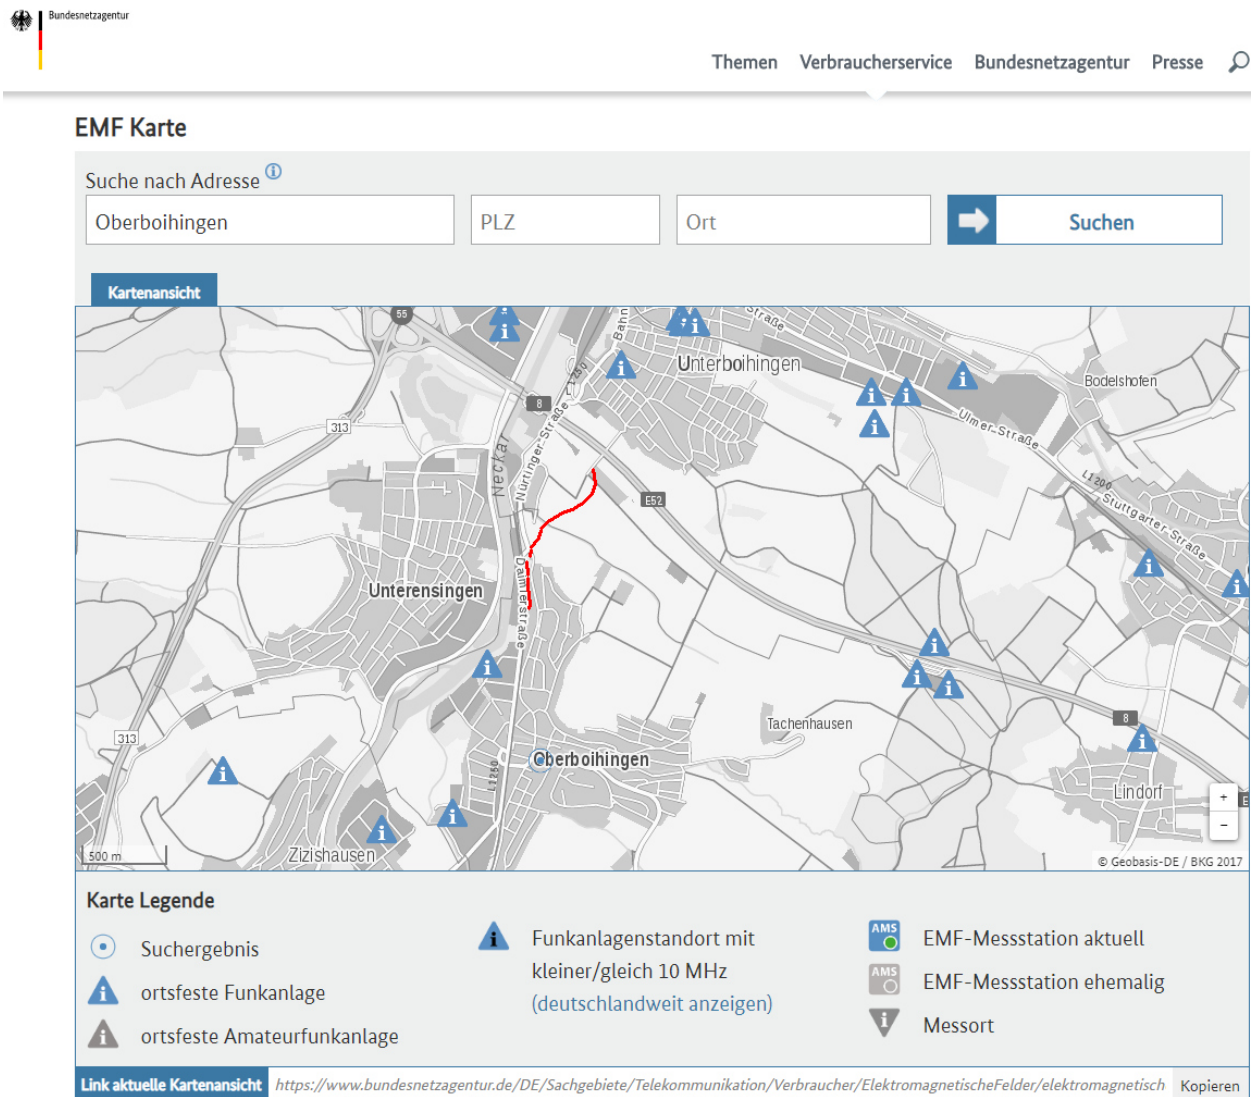 Bundesnetzagentur
Themen Verbraucherservice Bundesnetzagentur Presse
EMF Karte
Suche nach Adresse
Oberboihingen PLZ Ort Suchen
Kartenansicht
55
Bahn
Straße
Unterboihingen
L1250
Bodelshofen
8
313
Ulmer-Straße
Neckar
Nürtinger-Straße
L1200
E52
Stuttgarter-Straße
Daimlerstraße
Unterensingen
313
Tachenhausen
8
Oberboihingen
L1250
Lindorf
+
E
-
Zizishausen
500 m
© Geobasis-DE / BKG 2017
Karte Legende
Suchergebnis
ortsfeste Funkanlage
ortsfeste Amateurfunkanlage
Funkanlagenstandort mit
kleiner/gleich 10 MHz
(deutschlandweit anzeigen)
AMS EMF-Messstation aktuell
AMS EMF-Messstation ehemalig
Messort
Link aktuelle Kartenansicht https://www.bundesnetzagentur.de/DE/Sachgebiete/Telekommunikation/Verbraucher/ElektromagnetischeFelder/elektromagnetisch Kopieren